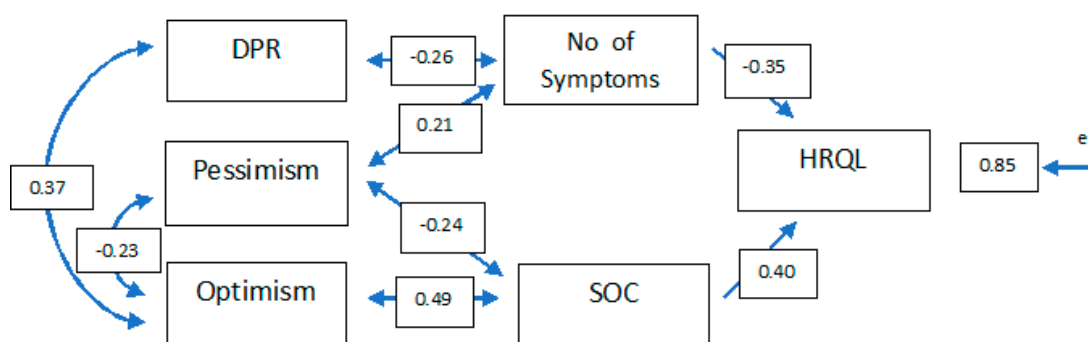 DPR
-0.26
No of
Symptoms
-0.35
0.21
0.37
Pessimism
HRQL
0.85
e
-0.23
-0.24
Optimism
0.49
SOC
0.40